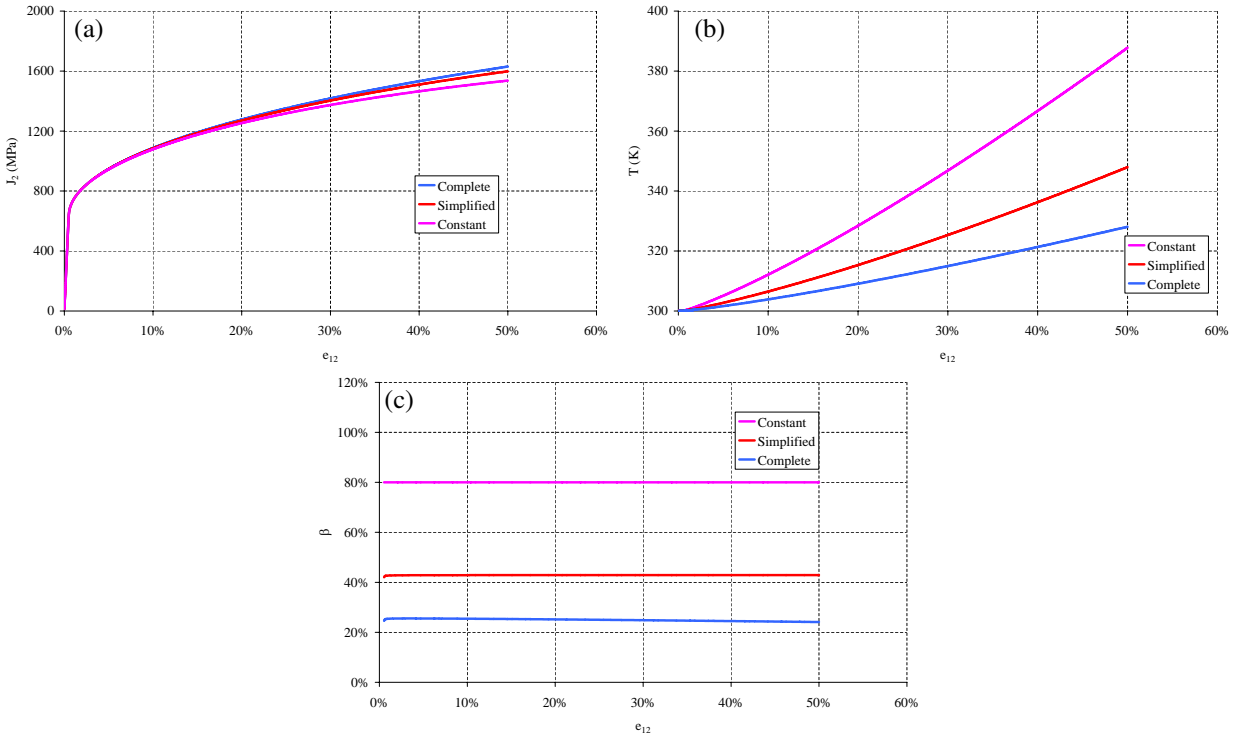 (a)
2000
1600
1200
800
400
0
J2 (MPa)
Complete
Simplified
Constant
0% 10% 20% 30% 40% 50% 60%
e12
(b)
400
380
360
340
320
300
T (K)
Constant
Simplified
Complete
0% 10% 20% 30% 40% 50% 60%
e12
(c)
120%
100%
80%
60%
40%
20%
0%
β
Constant
Simplified
Complete
0% 10% 20% 30% 40% 50% 60%
e12